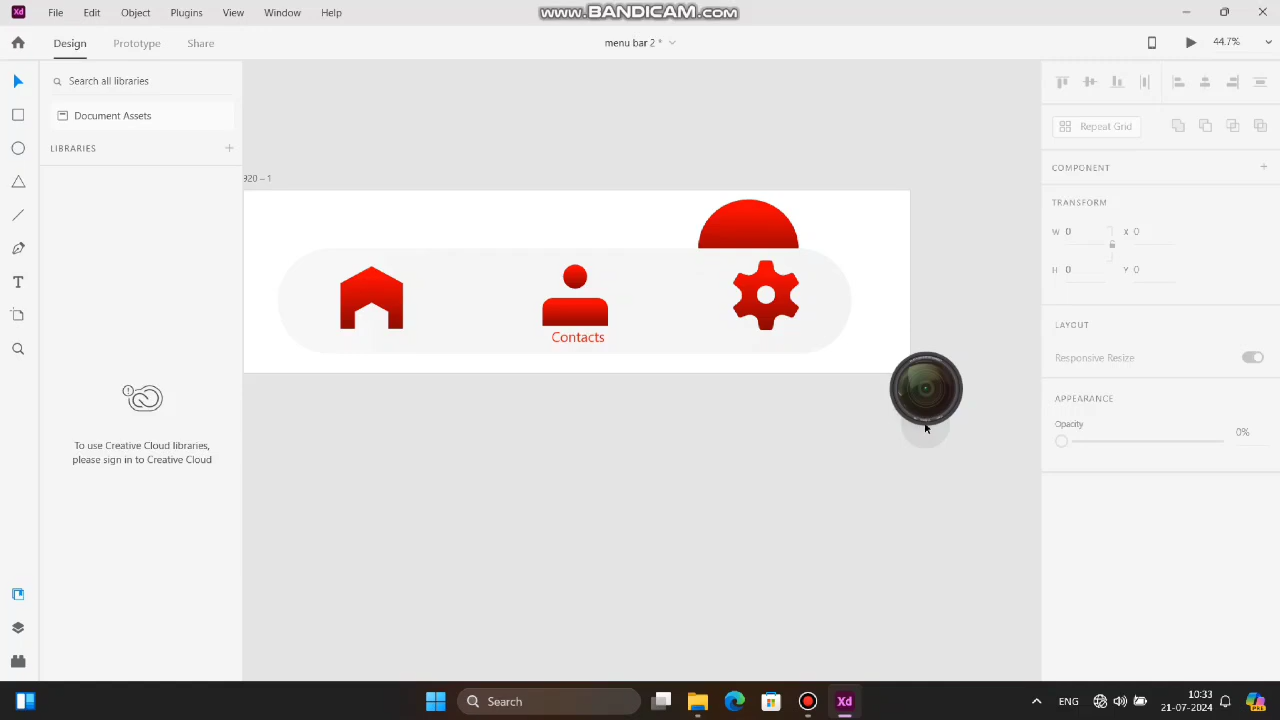 www.BANDICAM.com
Xd File Edit Object Plugins View Window Help
Design Prototype Share
menu bar 2 *
44.7%
Search all libraries
Document Assets
LIBRARIES
To use Creative Cloud libraries,
please sign in to Creative Cloud
920 – 1
Contacts
Repeat Grid
COMPONENT
TRANSFORM
W 0 X 0
H 0 Y 0
LAYOUT
Responsive Resize
APPEARANCE
Opacity
0%
Search
Xd
ENG
10:33
21-07-2024
PRE